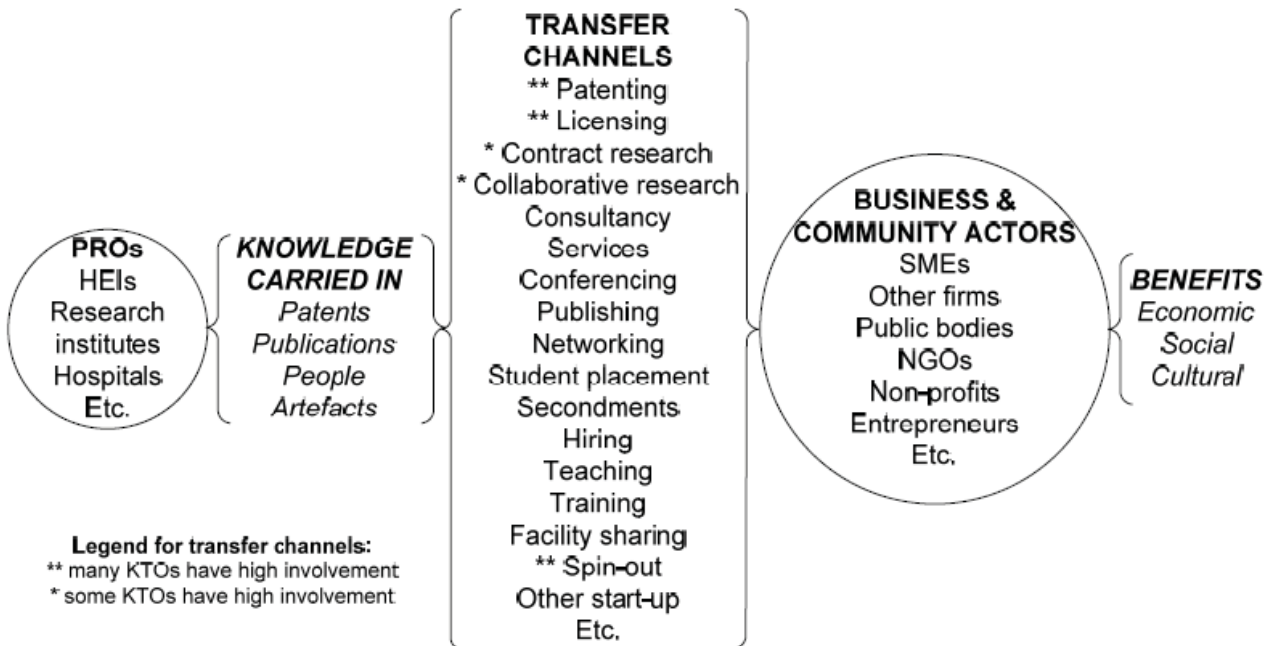 PROs
HEIs
Research
institutes
Hospitals
Etc.
KNOWLEDGE
CARRIED IN
Patents
Publications
People
Artefacts
TRANSFER
CHANNELS
** Patenting
** Licensing
* Contract research
* Collaborative research
Consultancy
Services
Conferencing
Publishing
Networking
Student placement
Secondments
Hiring
Teaching
Training
Facility sharing
** Spin-out
Other start-up
Etc.
BUSINESS &
COMMUNITY ACTORS
SMEs
Other firms
Public bodies
NGOs
Non-profits
Entrepreneurs
Etc.
BENEFITS
Economic
Social
Cultural
Legend for transfer channels:
** many KTOs have high involvement
* some KTOs have high involvement